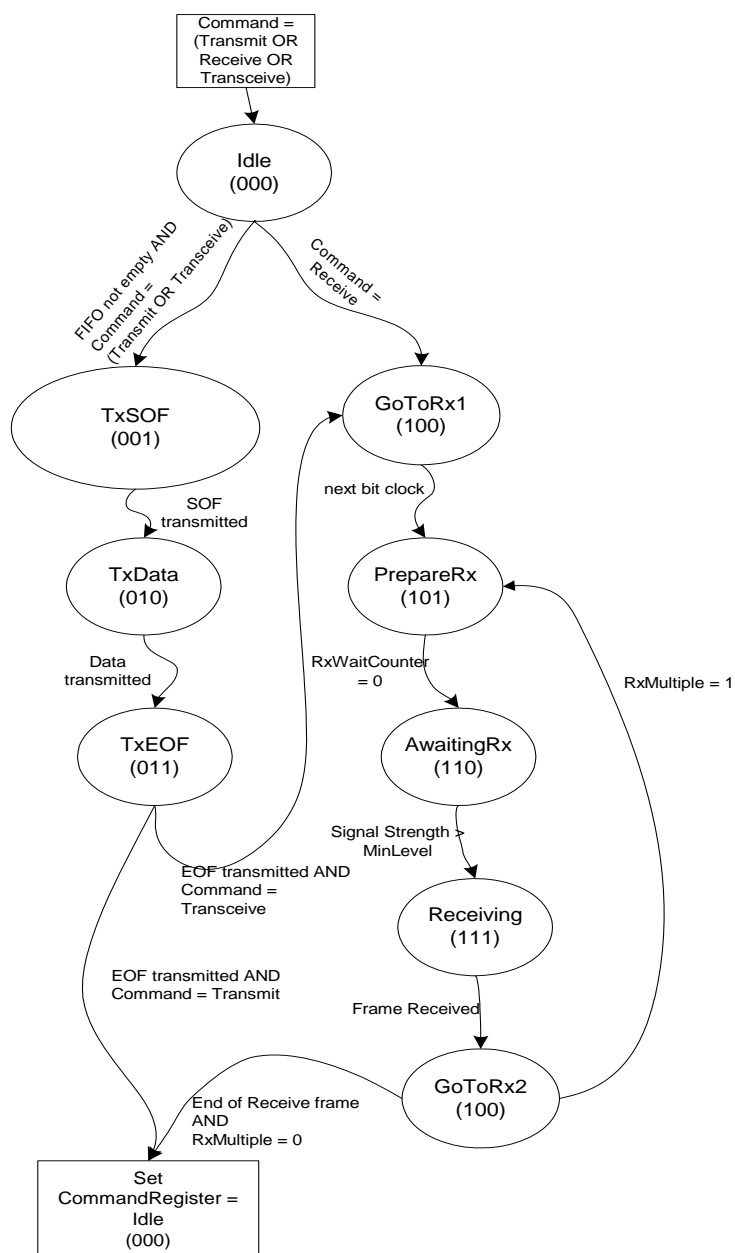 Command =
(Transmit OR
Receive OR
Transceive)
Idle
(000)
FIFO not empty AND
Command =
(Transmit OR Transceive)
Command =
Receive
TxSOF
(001)
GoToRx1
(100)
SOF
transmitted
next bit clock
TxData
(010)
PrepareRx
(101)
Data
transmitted
RxWaitCounter
= 0
RxMultiple = 1
TxEOF
(011)
AwaitingRx
(110)
Signal Strength >
MinLevel
EOF transmitted AND
Command =
Transceive
Receiving
(111)
EOF transmitted AND
Command = Transmit
Frame Received
GoToRx2
(100)
End of Receive frame
AND
RxMultiple = 0
Set
CommandRegister =
Idle
(000)